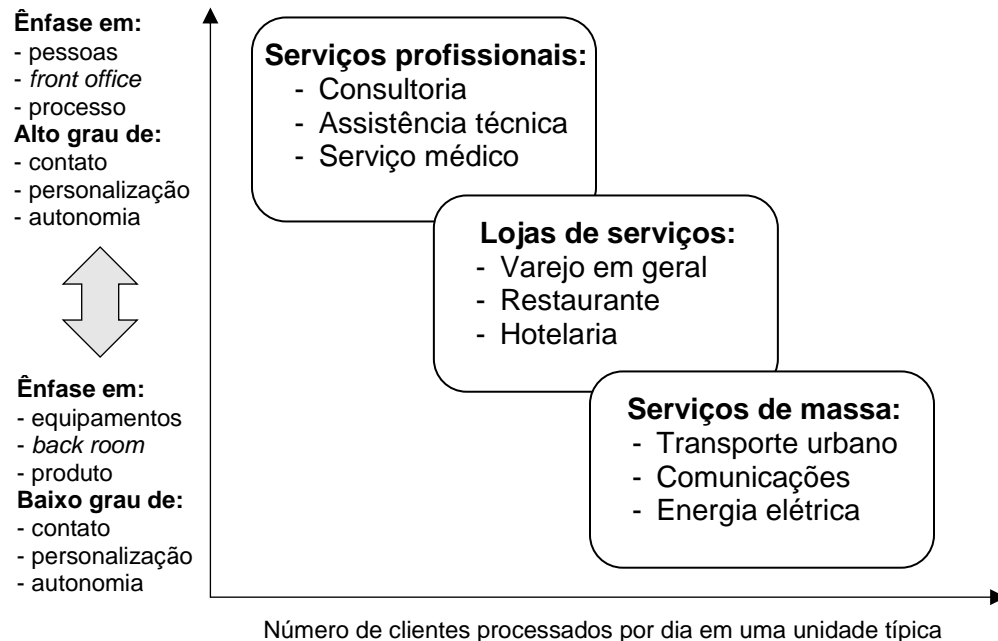 Ênfase em:
- pessoas
- front office
- processo
Alto grau de:
- contato
- personalização
- autonomia
Ênfase em:
- equipamentos
- back room
- produto
Baixo grau de:
- contato
- personalização
- autonomia
Serviços profissionais:
- Consultoria
- Assistência técnica
- Serviço médico
Lojas de serviços:
- Varejo em geral
- Restaurante
- Hotelaria
Serviços de massa:
- Transporte urbano
- Comunicações
- Energia elétrica
Número de clientes processados por dia em uma unidade típica